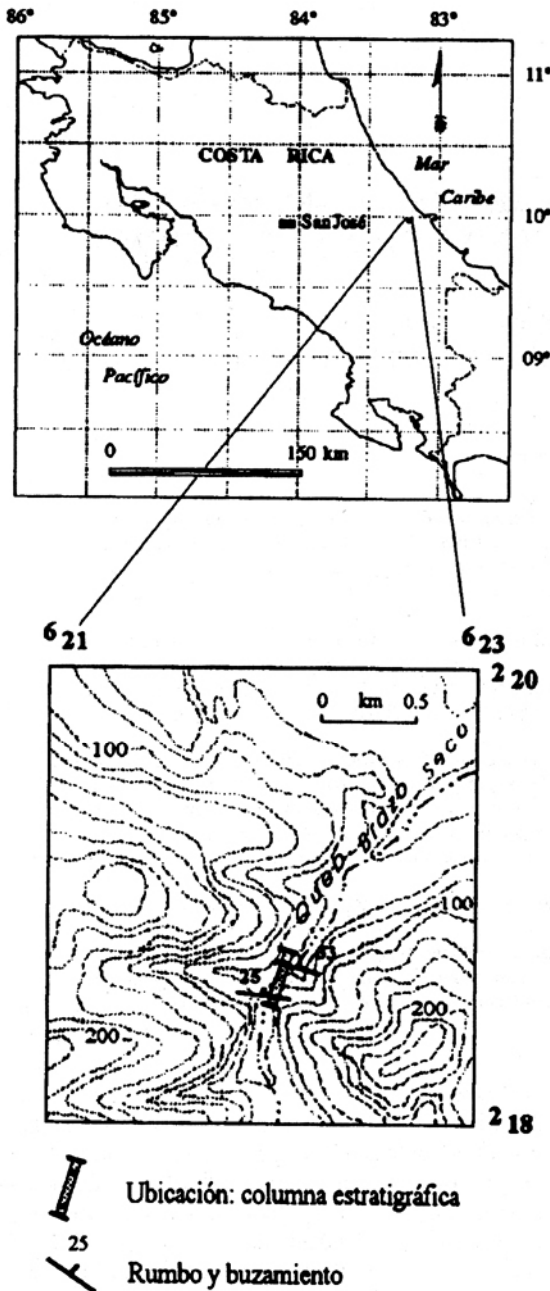 86° 85° 84° 83°
11°
COSTA RICA
Mar
Caribe
10°
San José
Océano
Pacífico
09°
0 150 km
6 21 6 23
2 20
0 km 0.5
Saco
100
Queb
100
25
200
200
2 18
Ubicación: columna estratigráfica
25
Rumbo y buzamiento